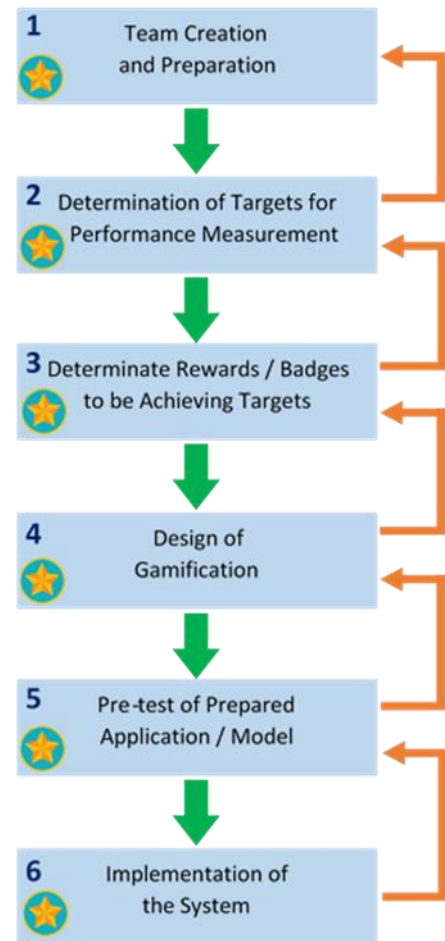 1
Team Creation
and Preparation
2
Determination of Targets for
Performance Measurement
3
Determinate Rewards / Badges
to be Achieving Targets
4
Design of
Gamification
5
Pre-test of Prepared
Application / Model
6
Implementation of
the System